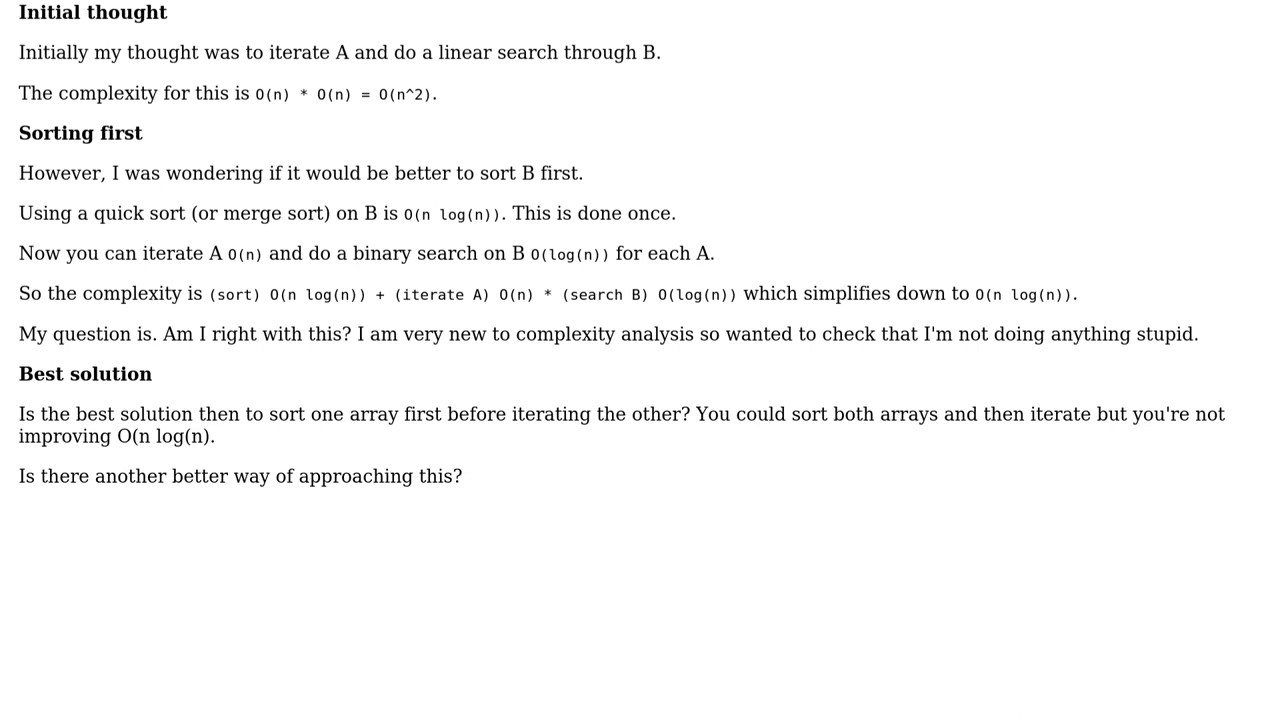 Initial thought
Initially my thought was to iterate A and do a linear search through B.
The complexity for this is O(n) * O(n) = O(n^2).
Sorting first
However, I was wondering if it would be better to sort B first.
Using a quick sort (or merge sort) on B is O(n log(n)). This is done once.
Now you can iterate A O(n) and do a binary search on B O(log(n)) for each A.
So the complexity is (sort) O(n log(n)) + (iterate A) O(n) * (search B) O(log(n)) which simplifies down to O(n log(n)).
My question is. Am I right with this? I am very new to complexity analysis so wanted to check that I'm not doing anything stupid.
Best solution
Is the best solution then to sort one array first before iterating the other? You could sort both arrays and then iterate but you're not
improving O(n log(n).
Is there another better way of approaching this?